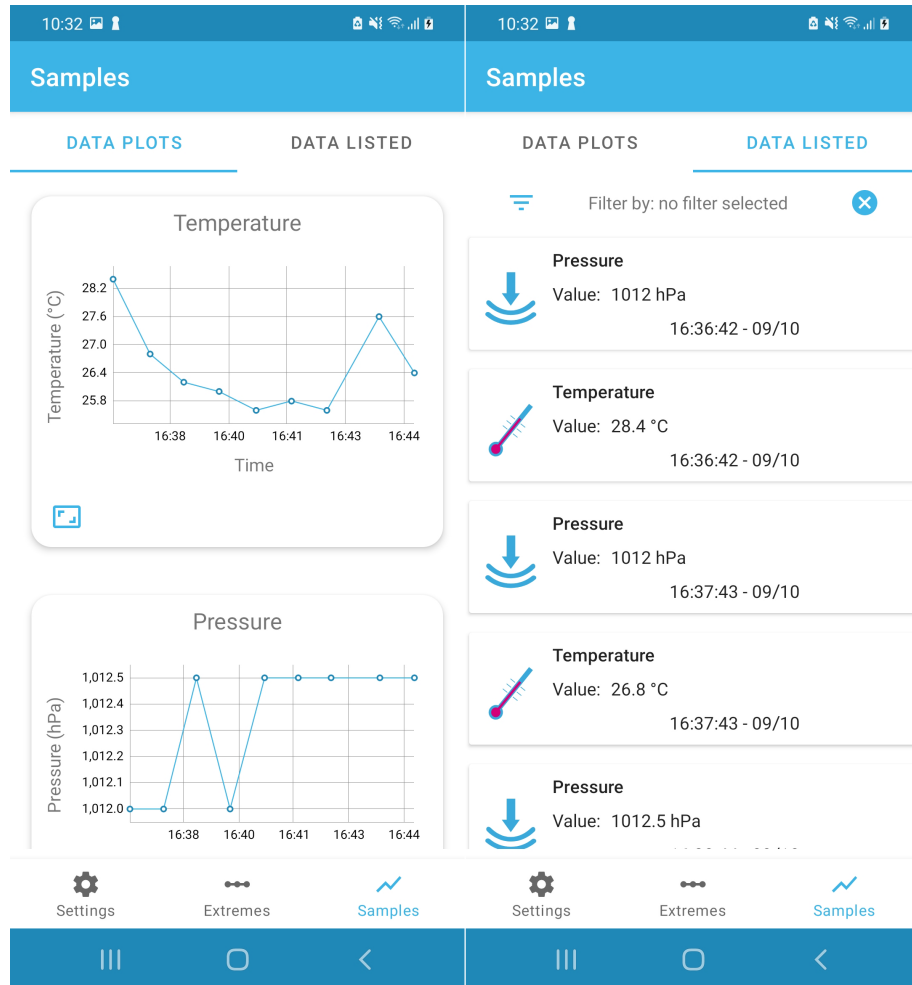 10:32
Samples
DATA PLOTS DATA LISTED
Temperature
Temperature (°C)
28.2
27.6
27.0
26.4
25.8
16:38 16:40 16:41 16:43 16:44
Time
Pressure
Pressure (hPa)
1,012.5
1,012.4
1,012.3
1,012.2
1,012.1
1,012.0
16:38 16:40 16:41 16:43 16:44
Settings Extremes Samples
10:32
Samples
DATA PLOTS DATA LISTED
Filter by: no filter selected
Pressure
Value: 1012 hPa
16:36:42 - 09/10
Temperature
Value: 28.4 °C
16:36:42 - 09/10
Pressure
Value: 1012 hPa
16:37:43 - 09/10
Temperature
Value: 26.8 °C
16:37:43 - 09/10
Pressure
Value: 1012.5 hPa
Settings Extremes Samples